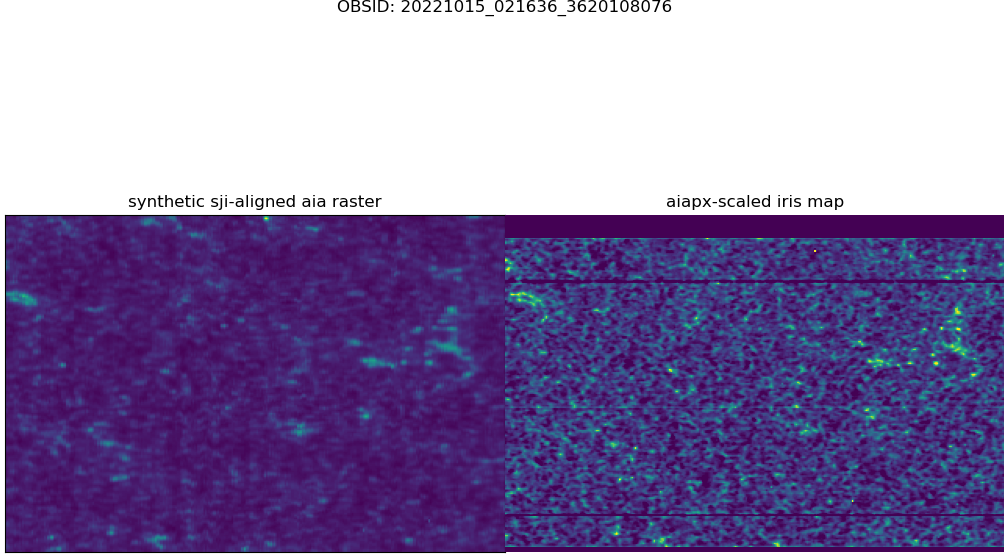 OBSID: 20221015_021636_3620108076
synthetic sji-aligned aia raster
aiapx-scaled iris map